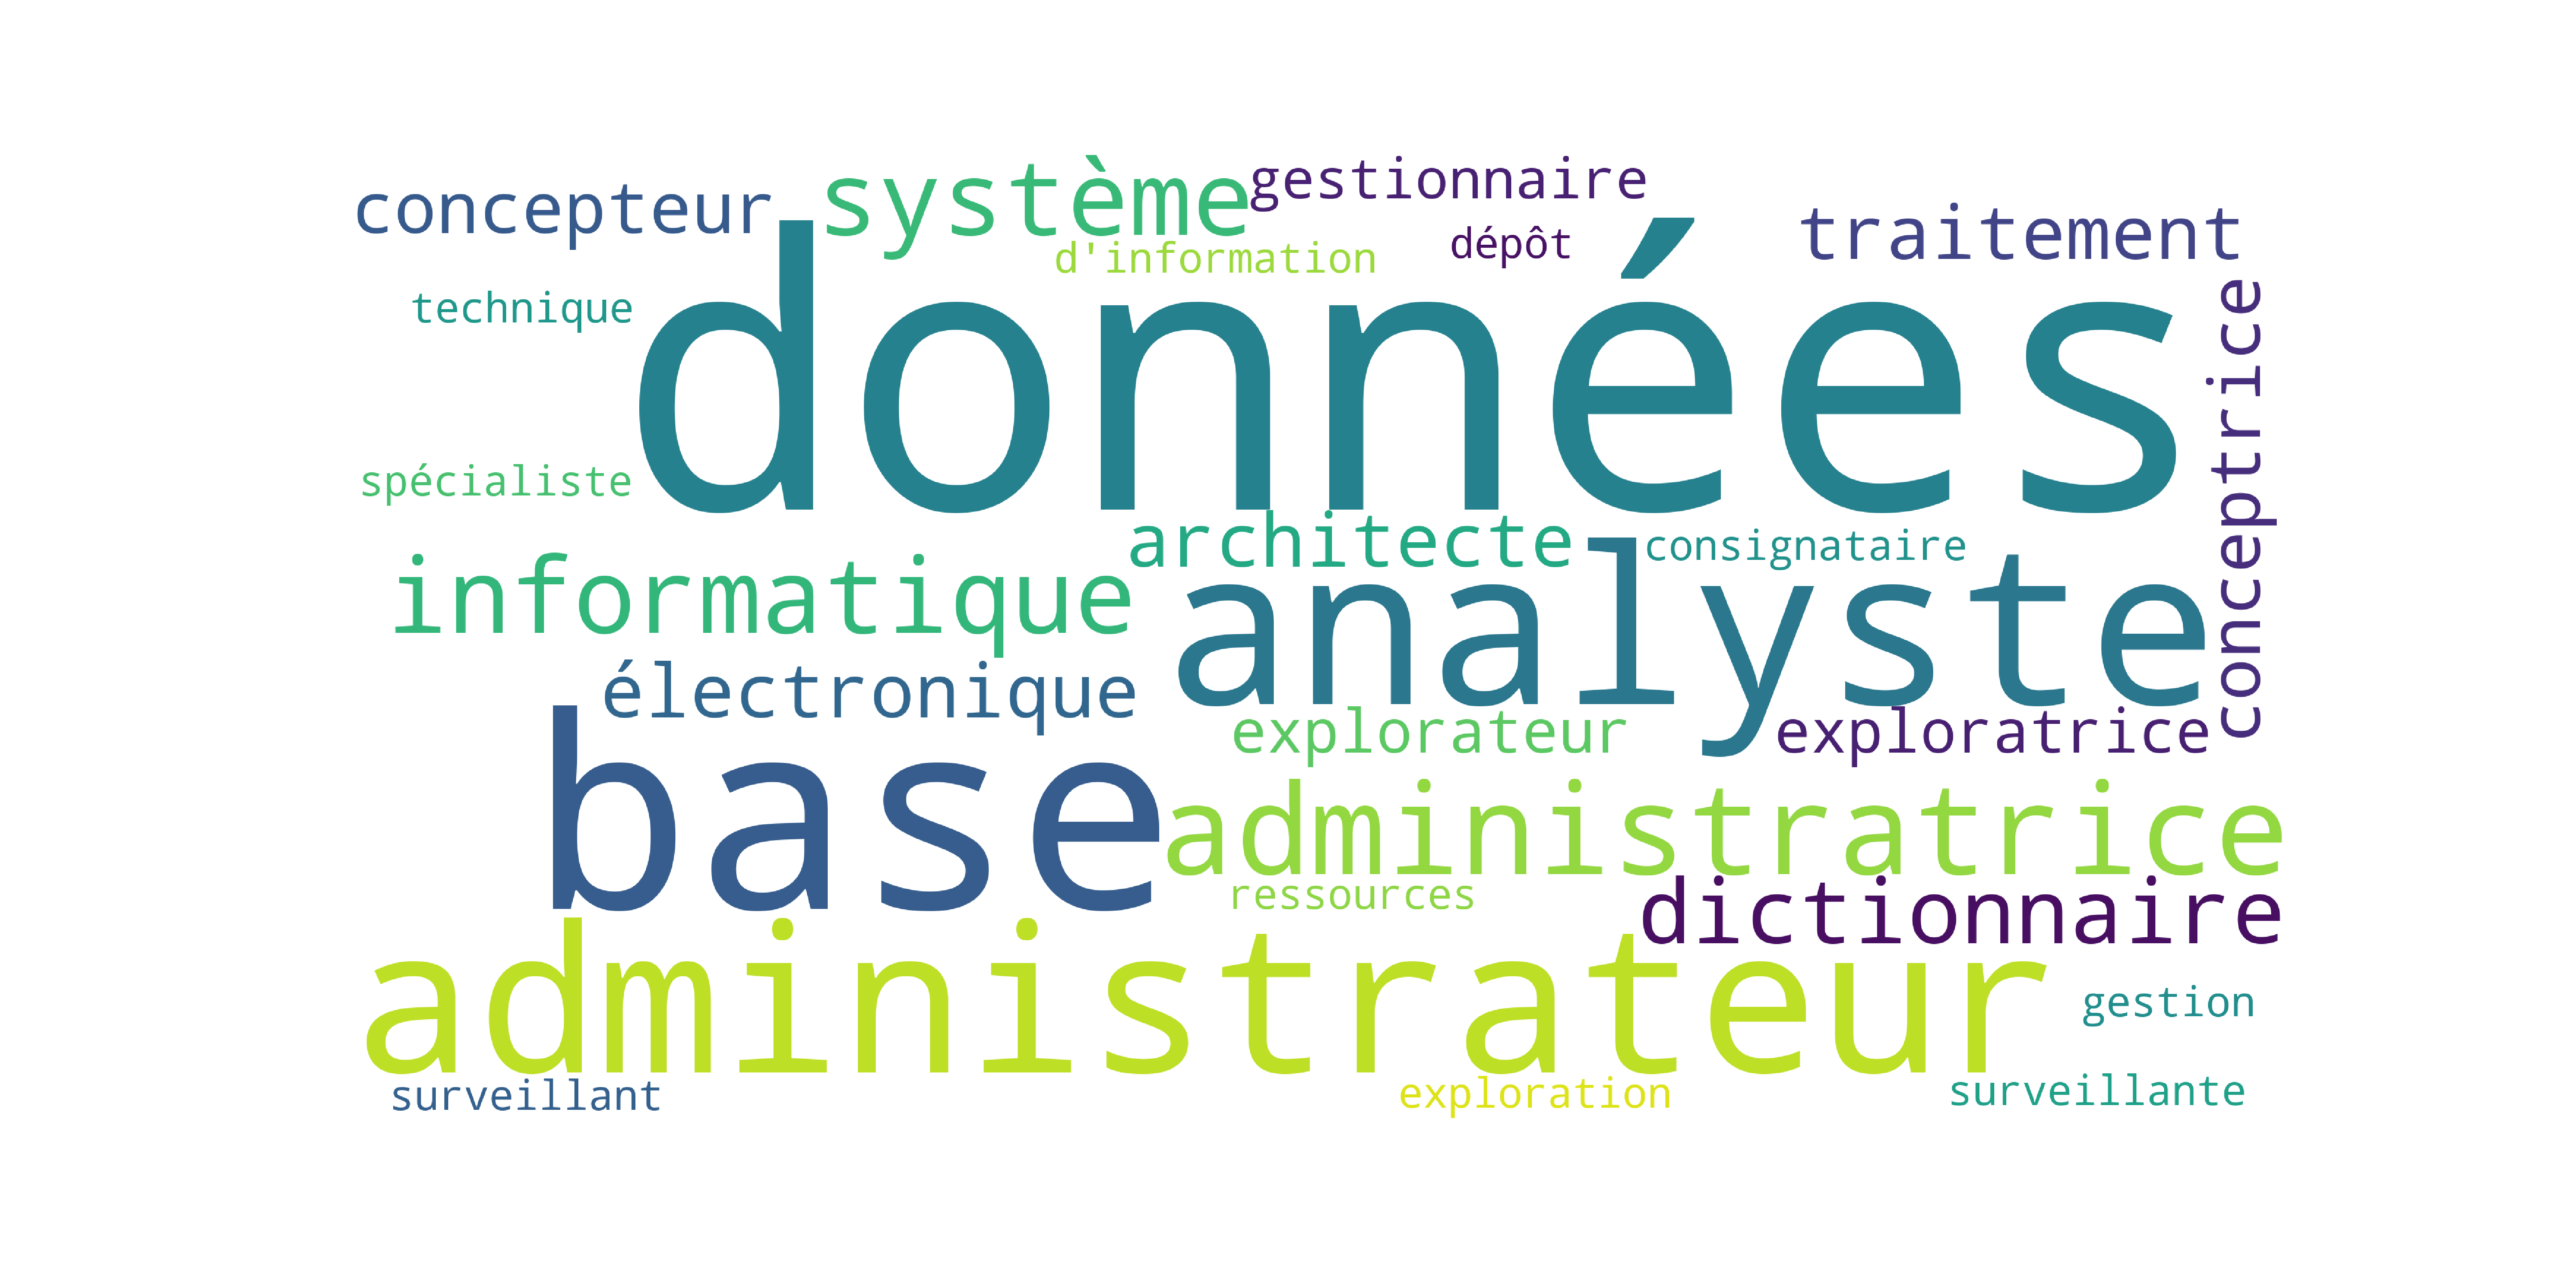 concepteur
système
gestionnaire
traitement
d'information
dépôt
technique
données
conceptrice
spécialiste
architecte
consignataire
informatique
analyste
électronique
explorateur
exploratrice
base
administratrice
ressources
dictionnaire
administrateur
gestion
surveillant
exploration
surveillante